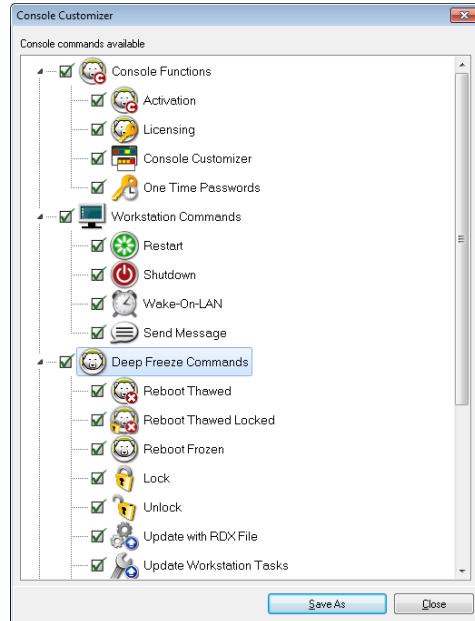 Console Customizer
Console commands available
Console Functions
Activation
Licensing
Console Customizer
One Time Passwords
Workstation Commands
Restart
Shutdown
Wake-On-LAN
Send Message
Deep Freeze Commands
Reboot Thawed
Reboot Thawed Locked
Reboot Frozen
Lock
Unlock
Update with RDX File
Update Workstation Tasks
Save As Close